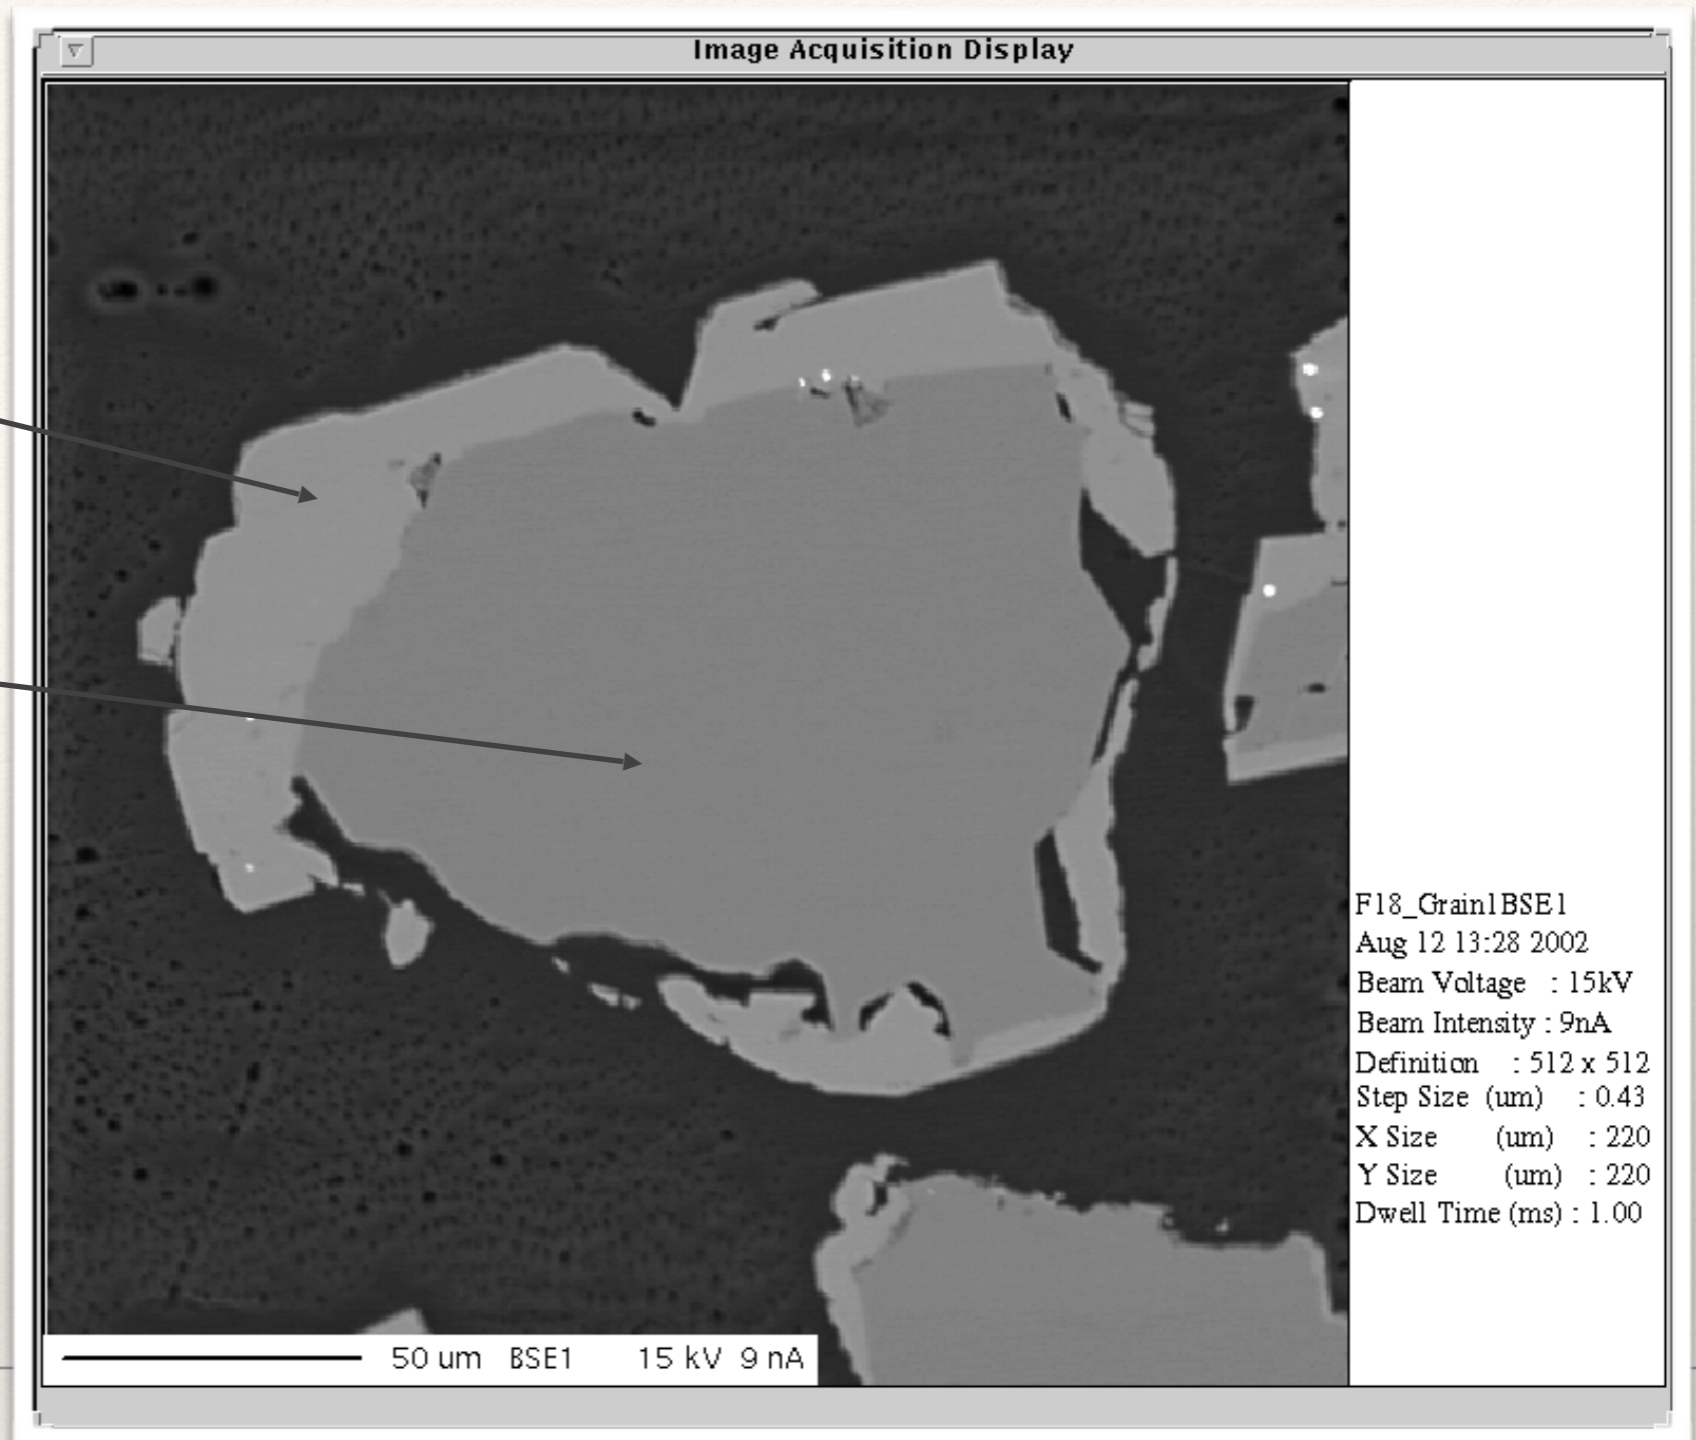 Image Acquisition Display
F18_Grain1BSE1
Aug 12 13:28 2002
Beam Voltage : 15kV
Beam Intensity : 9nA
Definition : 512 x 512
Step Size (um) : 0.43
X Size (um) : 220
Y Size (um) : 220
Dwell Time (ms) : 1.00
50 um BSE1 15 kV 9 nA